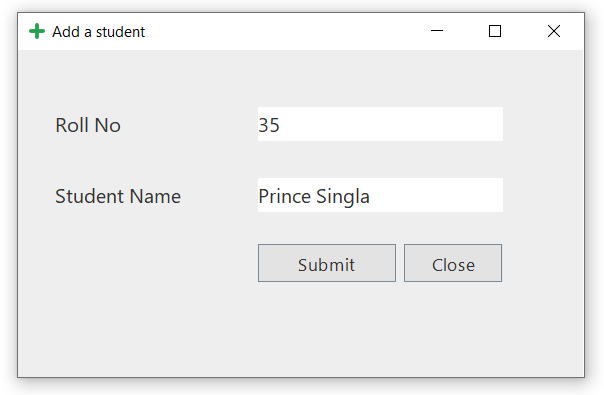 Add a student
Roll No 35
Student Name Prince Singla
Submit Close